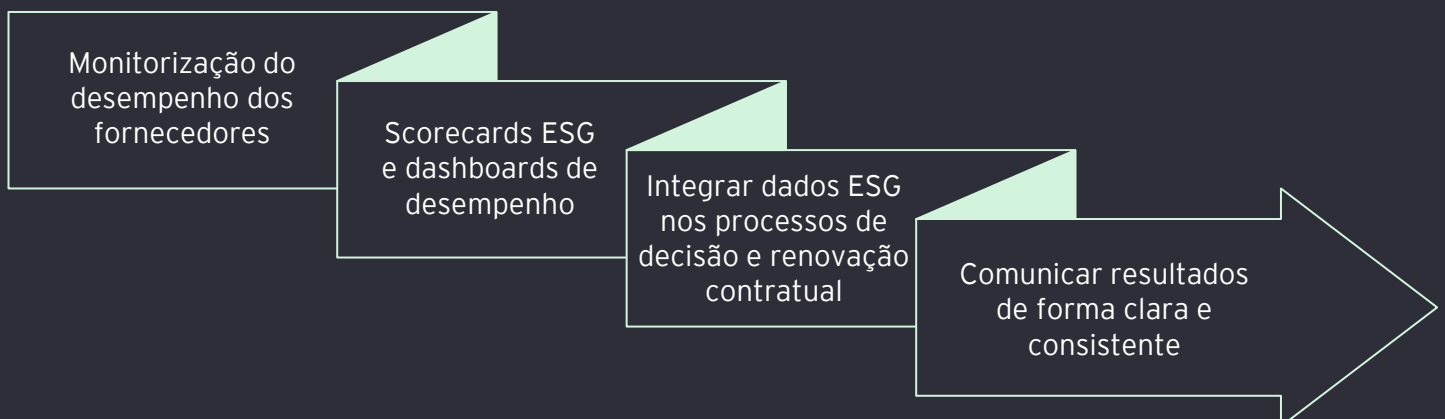 Monitorização do
desempenho dos
fornecedores
Scorecards ESG
e dashboards de
desempenho
Integrar dados ESG
nos processos de
decisão e renovação
contratual
Comunicar resultados
de forma clara e
consistente